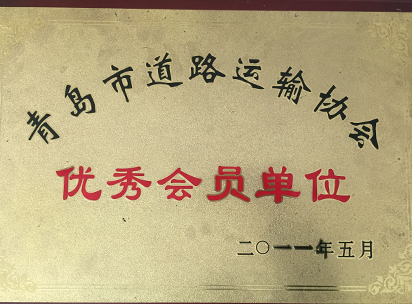 青岛市道路运输协会
优秀会员单位
二〇一一年五月